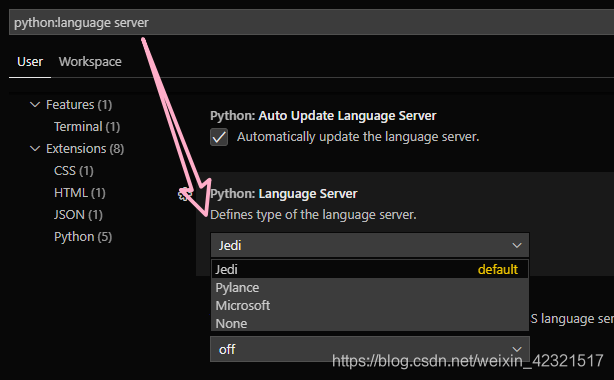 python:language server
User Workspace
Features (1)
Terminal (1)
Extensions (8)
CSS (1)
HTML (1)
JSON (1)
Python (5)
Python: Auto Update Language Server
Automatically update the language server.
Python: Language Server
Defines type of the language server.
Jedi
Jedi default
Pylance
Microsoft
None
S language ser
off
https://blog.csdn.net/weixin_42321517